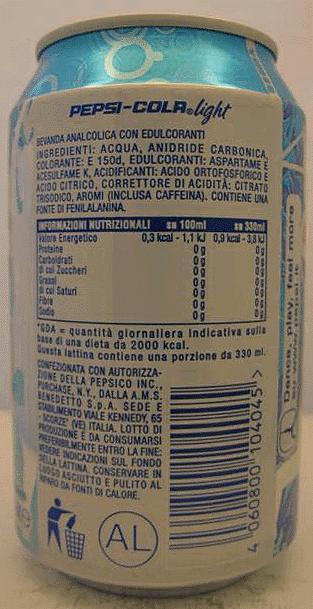 PEPSI-COLA® light
BEVANDA ANALCOLICA CON EDULCORANTI
INGREDIENTI: ACQUA, ANIDRIDE CARBONICA,
COLORANTE: E 150d, EDULCORANTI: ASPARTAME E
ACESULFAME K, ACIDIFICANTI: ACIDO ORTOFOSFORICO E
ACIDO CITRICO, CORRETTORE DI ACIDITÀ: CITRATO
TRISODICO, AROMI (INCLUSA CAFFEINA). CONTIENE UNA
FONTE DI FENILALANINA.
INFORMAZIONI NUTRIZIONALI su 100ml su 330ml
Valore Energetico 0,3 kcal - 1,1 kJ 0,9 kcal - 3,8 kJ
Proteine 0g 0g
Carboidrati 0g 0g
di cui Zuccheri 0g 0g
Grassi 0g 0g
di cui Saturi 0g 0g
Fibre 0g 0g
Sodio 0g 0g
*GDA = quantità giornaliera indicativa sulla
base di una dieta da 2000 kcal.
Questa lattina contiene una porzione da 330 ml.
CONFEZIONATA CON AUTORIZZA-
ZIONE DELLA PEPSICO INC.,
PURCHASE, N.Y., DALLA A.M.S.
BENEDETTO S.p.A. SEDE E
STABILIMENTO VIALE KENNEDY, 65
SCORZE' (VE) ITALIA. LOTTO DI
PRODUZIONE E DA CONSUMARSI
PREFERIBILMENTE ENTRO LA FINE:
VEDERE INDICAZIONI SUL FONDO
DELLA LATTINA. CONSERVARE IN
LUOGO ASCIUTTO E PULITO AL
RIPARO DA FONTI DI CALORE.
AL
4 060800 104045 >
Dance, play, feel more
www.pepsi.it